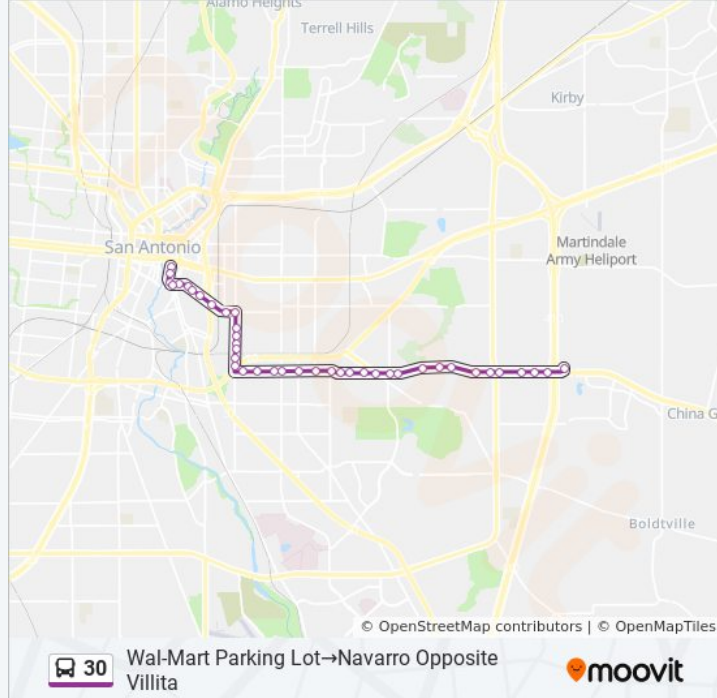 Alamo Heights
Terrell Hills
Kirby
San Antonio
Martindale
Army Heliport
China G
Boldtville
© OpenStreetMap contributors | © OpenMapTiles
30
Wal-Mart Parking Lot→Navarro Opposite
Villita
moovit